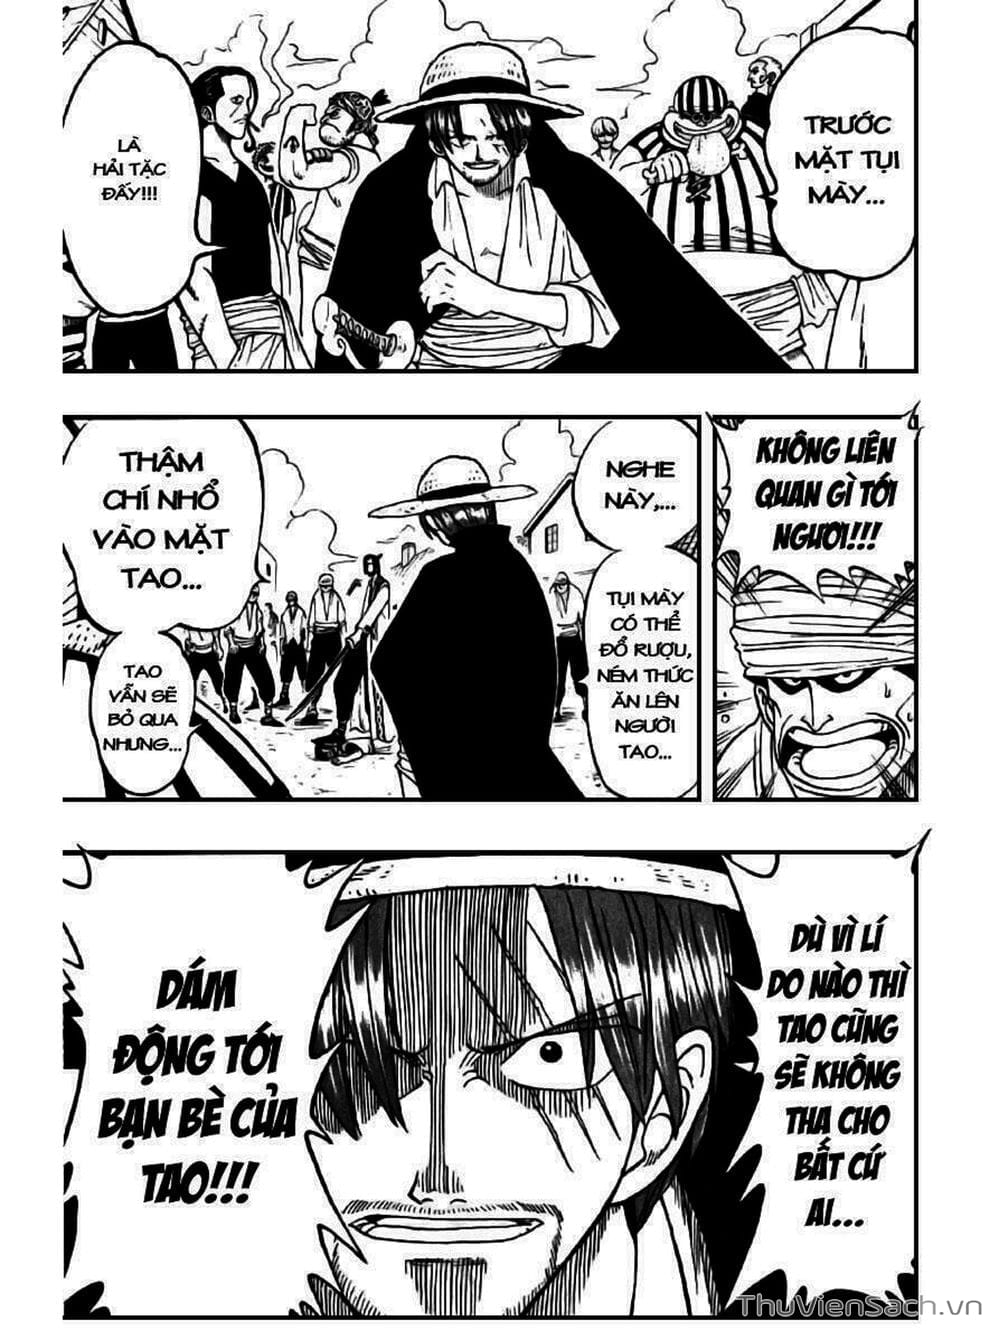 TRƯỚC
MẶT TỤI
MÀY...
LÀ
HẢI TẶC
ĐẤY!!!
KHÔNG LIÊN
QUAN GÌ TỚI
NGƯƠI!!!
NGHE
NÀY,...
TỤI MÀY
CÓ THỂ
ĐỔ RƯỢU,
NÉM THỨC
ĂN LÊN
NGƯỜI
TAO...
THẬM
CHÍ NHỔ
VÀO MẶT
TAO...
TAO
VẪN SẼ
BỎ QUA
NHƯNG...
DÙ VÌ LÍ
DO NÀO THÌ
TAO CŨNG
SẼ KHÔNG
THA CHO
BẤT CỨ
AI...
DÁM
ĐỘNG TỚI
BẠN BÈ CỦA
TAO!!!
ThuVienSach.vn